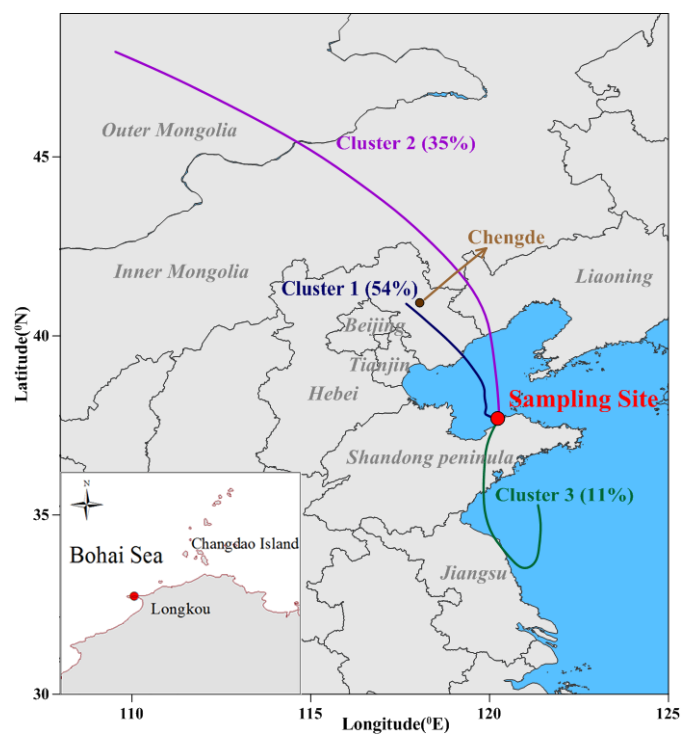 Outer Mongolia
45
Cluster 2 (35%)
Chengde
Inner Mongolia
Liaoning
Cluster 1 (54%)
40
Beijing
Tianjin
Hebei
Sampling Site
Shandong peninula
Cluster 3 (11%)
35
Jiangsu
30
Latitude(⁰N)
N
Bohai Sea
Changdao Island
Longkou
110
115
120
125
Longitude(⁰E)